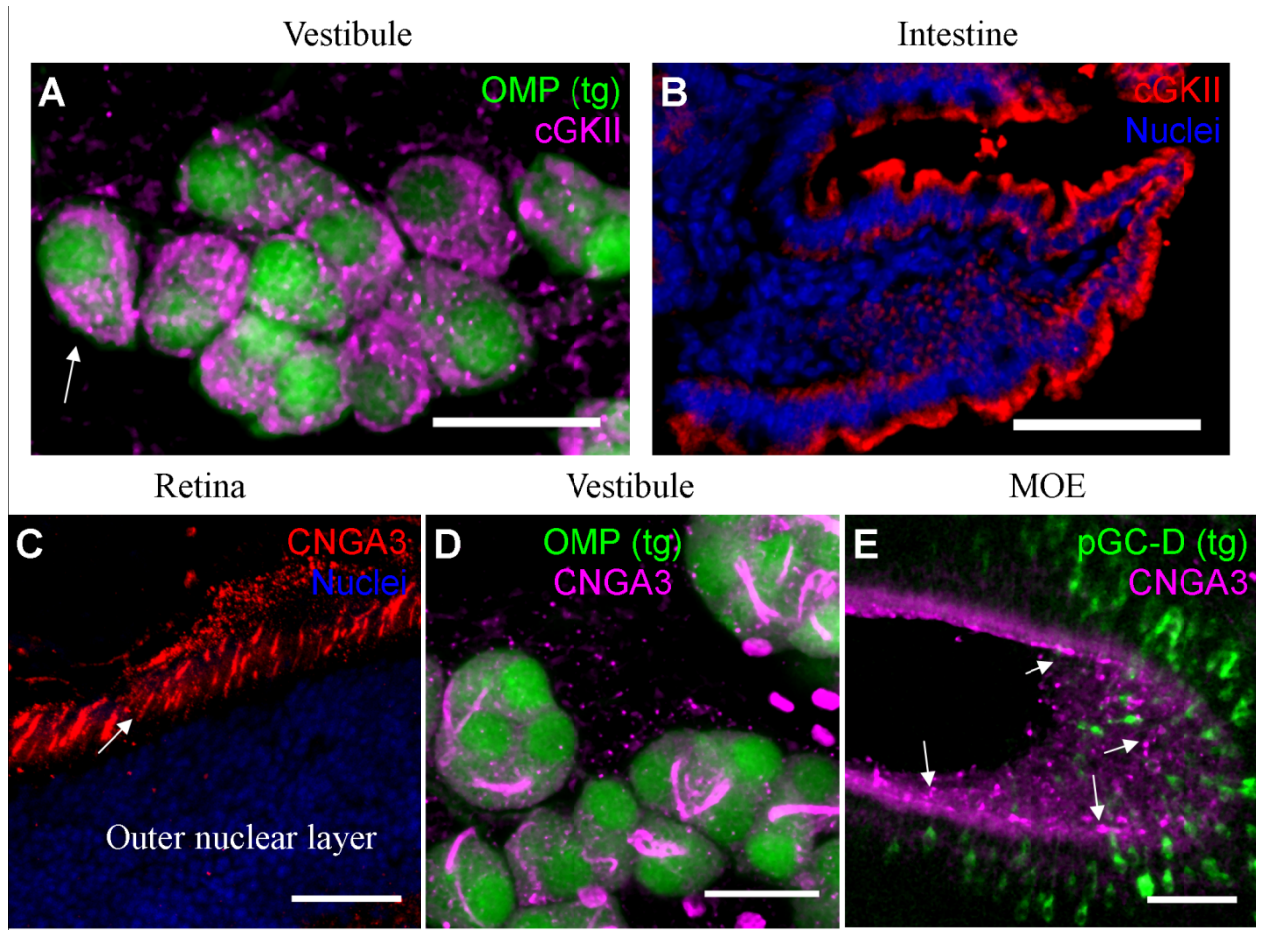 Vestibule
Intestine
A
OMP (tg)
cGKII
B
cGKII
Nuclei
Retina
Vestibule
MOE
C
CNGA3
Nuclei
Outer nuclear layer
D
OMP (tg)
CNGA3
E
pGC-D (tg)
CNGA3